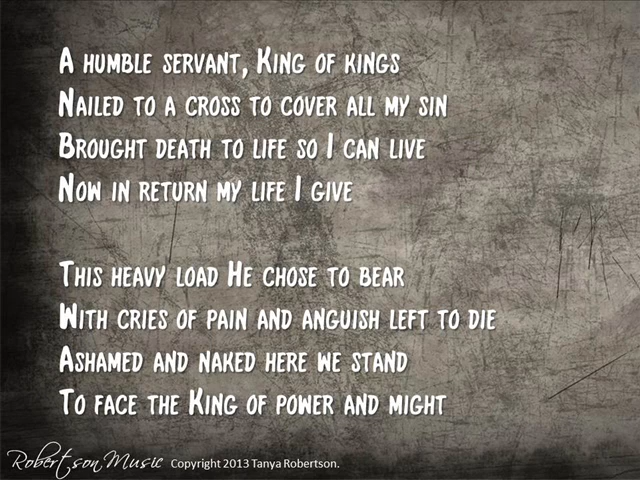 A humble servant, King of kings
Nailed to a cross to cover all my sin
Brought death to life so I can live
Now in return my life I give
This heavy load He chose to bear
With cries of pain and anguish left to die
Ashamed and naked here we stand
To face the King of power and might
Robertson Music Copyright 2013 Tanya Robertson.